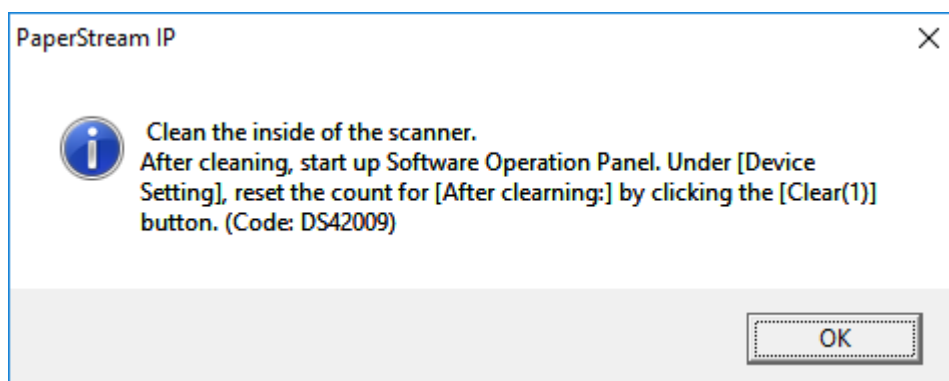 PaperStream IP
Clean the inside of the scanner.
After cleaning, start up Software Operation Panel. Under [Device
Setting], reset the count for [After clearning:] by clicking the [Clear(1)]
button. (Code: DS42009)
OK